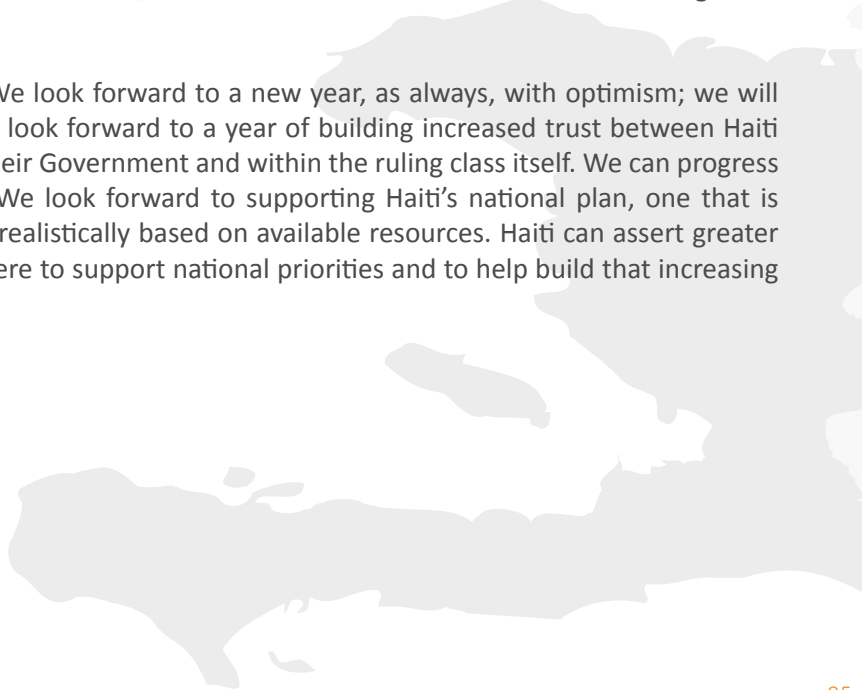 We look forward to a new year, as always, with optimism; we will
look forward to a year of building increased trust between Haiti
eir Government and within the ruling class itself. We can progress
We look forward to supporting Haiti's national plan, one that is
realistically based on available resources. Haiti can assert greater
ere to support national priorities and to help build that increasing